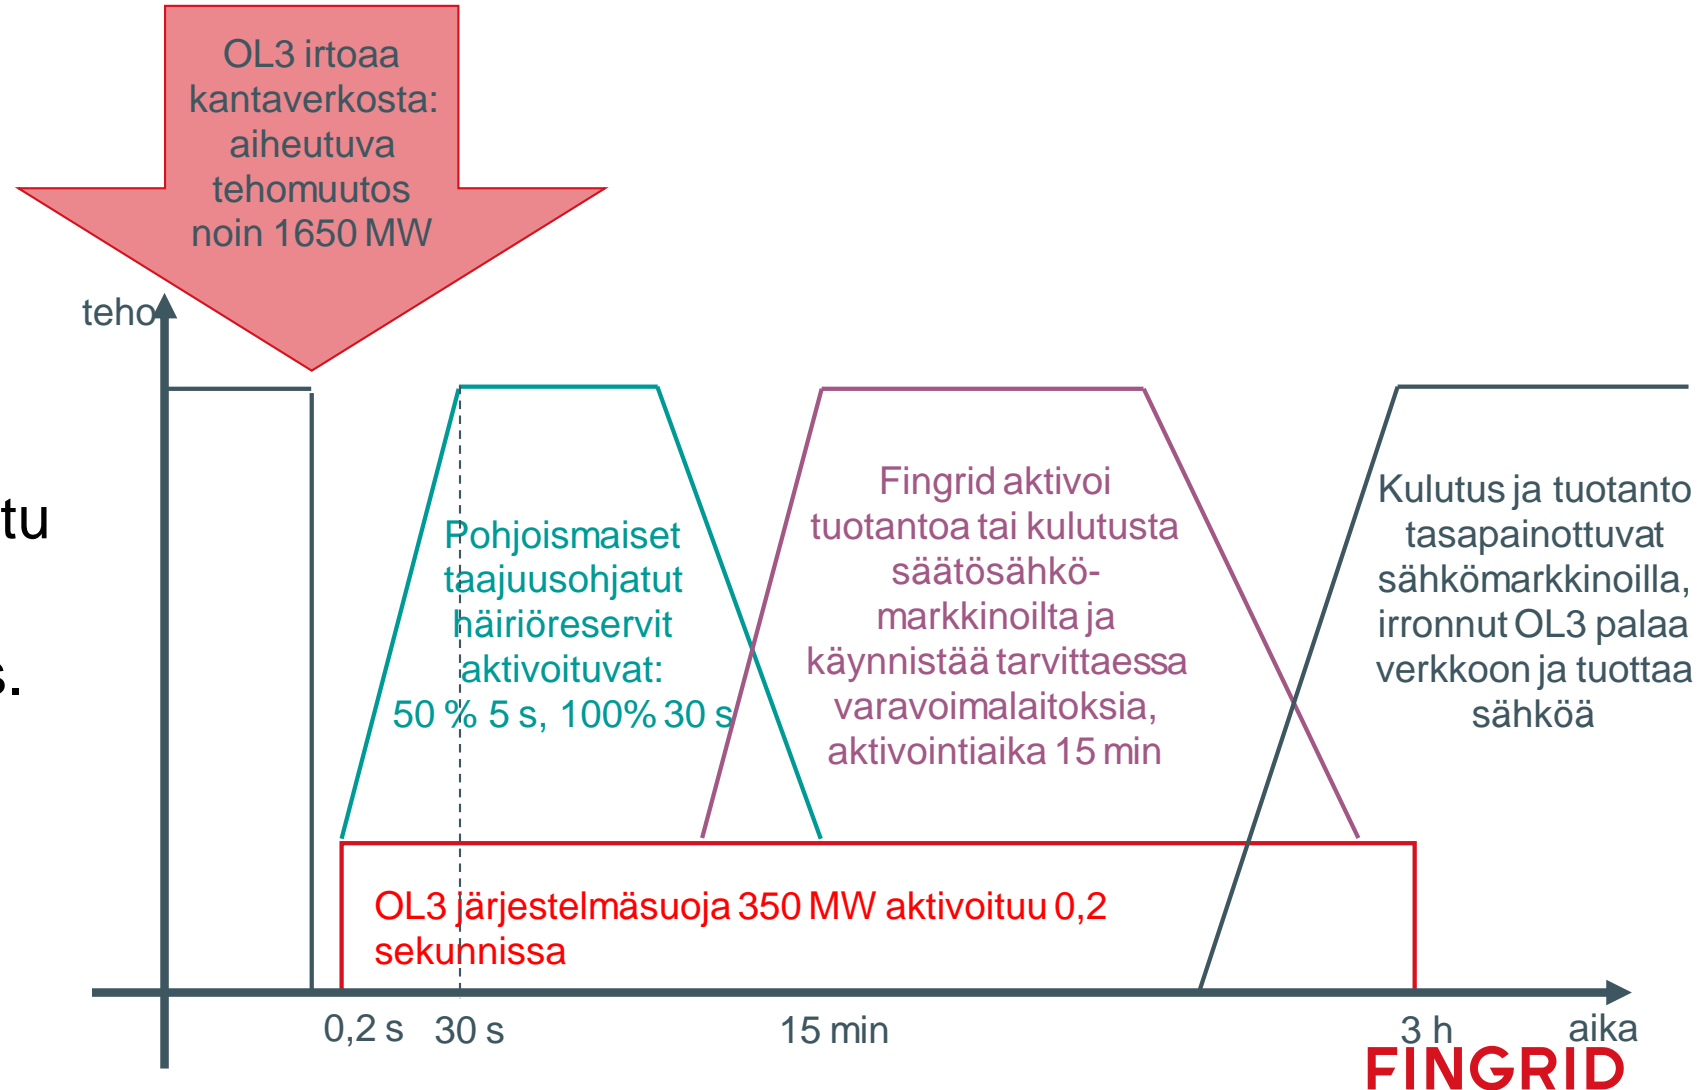 OL3 irtoaa
kantaverkosta:
aiheutuva
tehomuutos
noin 1650 MW
teho
tu
s.
Pohjoismaiset
taajuusohjatut
häiriöreservit
aktivoituvat:
50 % 5 s, 100% 30 s
Fingrid aktivoi
tuotantoa tai kulutusta
säätösähkö-
markkinoilta ja
käynnistää tarvittaessa
varavoimalaitoksia,
aktivointiaika 15 min
Kulutus ja tuotanto
tasapainottuvat
sähkömarkkinoilla,
irronnut OL3 palaa
verkkoon ja tuottaa
sähköä
OL3 järjestelmäsuoja 350 MW aktivoituu 0,2
sekunnissa
0,2 s 30 s 15 min 3 h aika
FINGRID